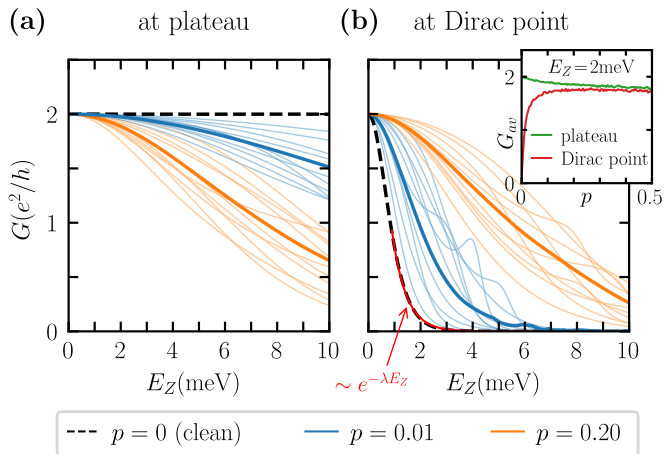 (a) at plateau
(b) at Dirac point
G(e²/h)
2
1
0
0 2 4 6 8 10
E_Z(meV)
0 2 4 6 8 10
E_Z(meV)
∼ e^{−λE_Z}
E_Z=2meV
G_{av}
2
0
plateau
Dirac point
0 p 0.5
p = 0 (clean) p = 0.01 p = 0.20